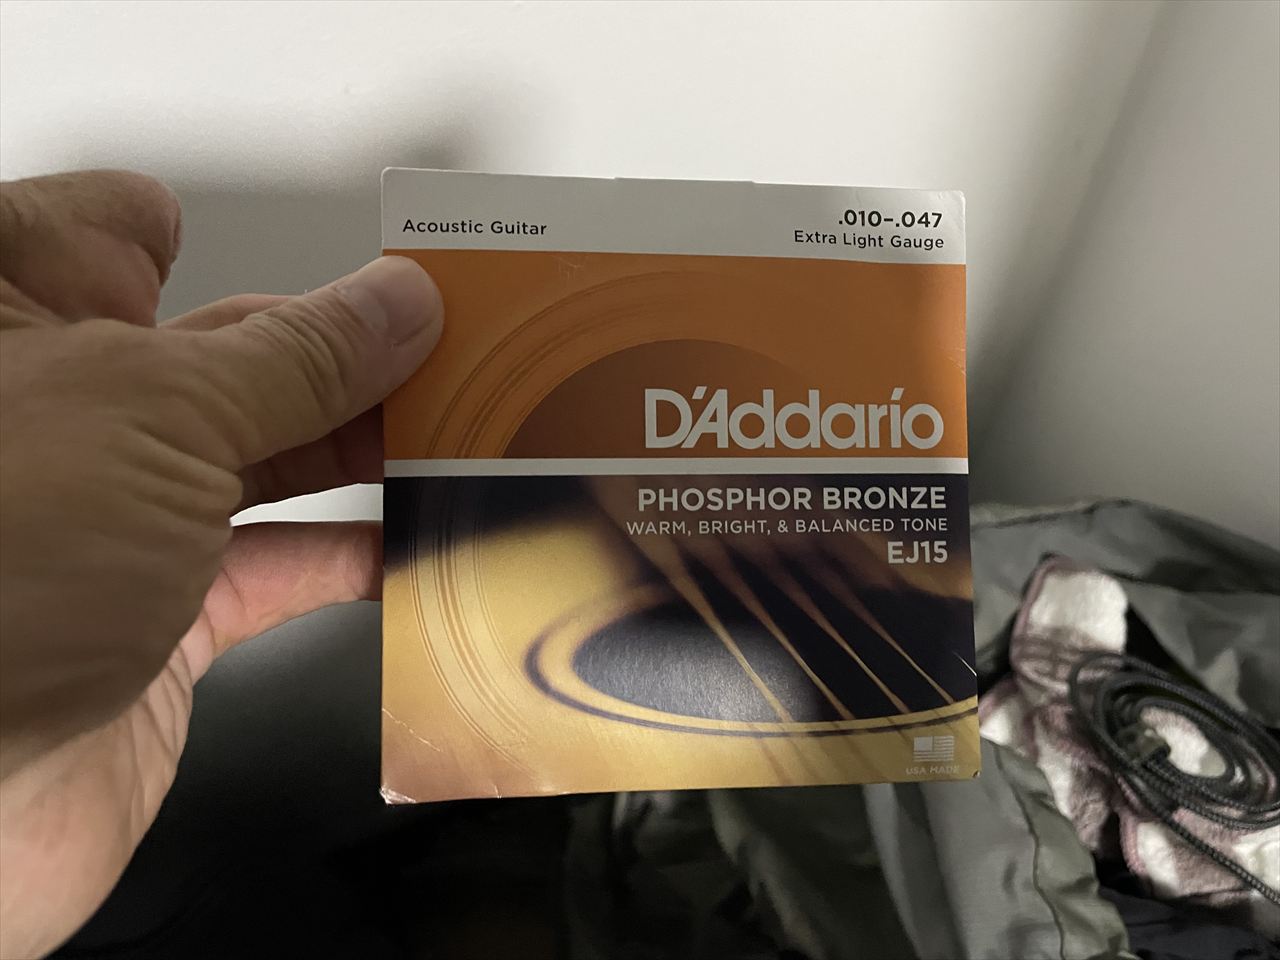 Acoustic Guitar
.010–.047
Extra Light Gauge
D'Addario
PHOSPHOR BRONZE
WARM, BRIGHT, & BALANCED TONE
EJ15
USA MADE